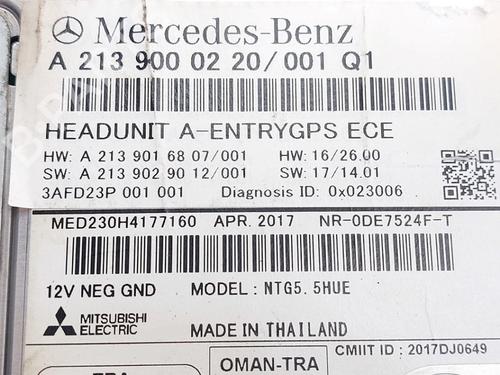 Mercedes-Benz
A 213 900 02 20/001 Q1
HEADUNIT A-ENTRYGPS ECE
HW: A 213 901 68 07/001 HW: 16/26.00
SW: A 213 902 90 12/001 SW: 17/14.01
3AFD23P 001 001 Diagnosis ID: 0x023006
MED230H4177160 APR. 2017 NR-0DE7524F-T
12V NEG GND MODEL: NTG5.5HUE
MITSUBISHI
ELECTRIC
MADE IN THAILAND
CMIIT ID : 2017DJ0649
OMAN-TRA